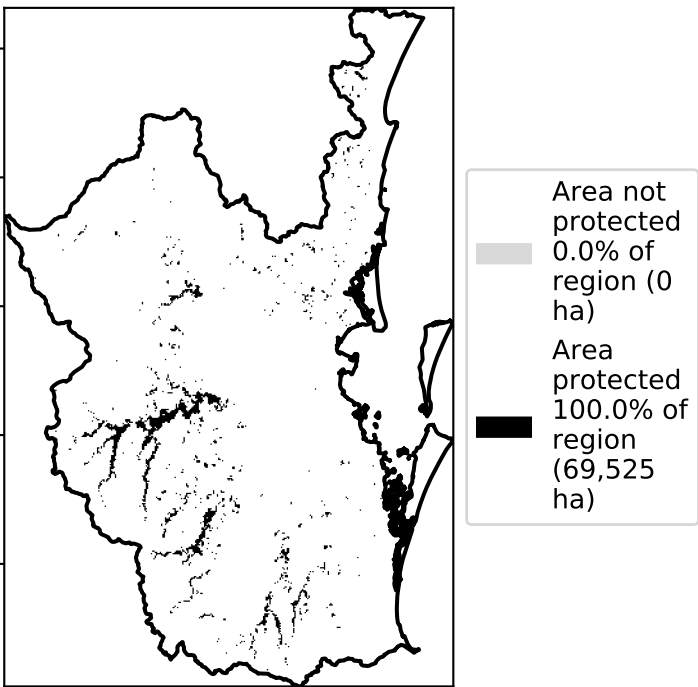 Area not
protected
0.0% of
region (0
ha)
Area
protected
100.0% of
region
(69,525
ha)